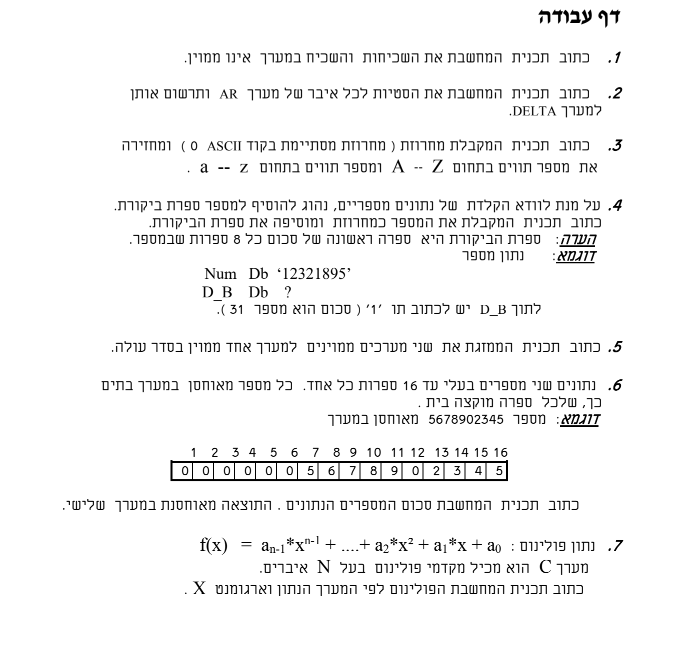 דף עבודה
1. כתוב תכנית המחשבת את השכיחות והשכיח במערך אינו ממוין.
2. כתוב תכנית המחשבת את הסטיות לכל איבר של מערך AR ותרשום אותן
למערך DELTA.
3. כתוב תכנית המקבלת מחרוזת ( מחרוזת מסתיימת בקוד ASCII 0 ) ומחזירה
את מספר תווים בתחום A -- Z ומספר תווים בתחום a -- z .
4. על מנת לוודא הקלדת של נתונים מספריים, נהוג להוסיף למספר ספרת ביקורת.
כתוב תכנית המקבלת את המספר כמחרוזת ומוסיפה את ספרת הביקורת.
הערה: ספרת הביקורת היא ספרה ראשונה של סכום כל 8 ספרות שבמספר.
דוגמא: נתון מספר
Num Db ‘12321895’
D_B Db ?
לתוך D_B יש לכתוב תו '1' ( סכום הוא מספר 31 ).
5. כתוב תכנית הממזגת את שני מערכים ממוינים למערך אחד ממוין בסדר עולה.
6. נתונים שני מספרים בעלי עד 16 ספרות כל אחד. כל מספר מאוחסן במערך בתים
כך, שלכל ספרה מוקצה בית .
דוגמא: מספר 5678902345 מאוחסן במערך
1 2 3 4 5 6 7 8 9 10 11 12 13 14 15 16
0 0 0 0 0 0 5 6 7 8 9 0 2 3 4 5
כתוב תכנית המחשבת סכום המספרים הנתונים . התוצאה מאוחסנת במערך שלישי.
7. נתון פולינום : f(x) = aₙ₋₁*xⁿ⁻¹ + ....+ a₂*x² + a₁*x + a₀
מערך C הוא מכיל מקדמי פולינום בעל N איברים.
כתוב תכנית המחשבת הפולינום לפי המערך הנתון וארגומנט X .